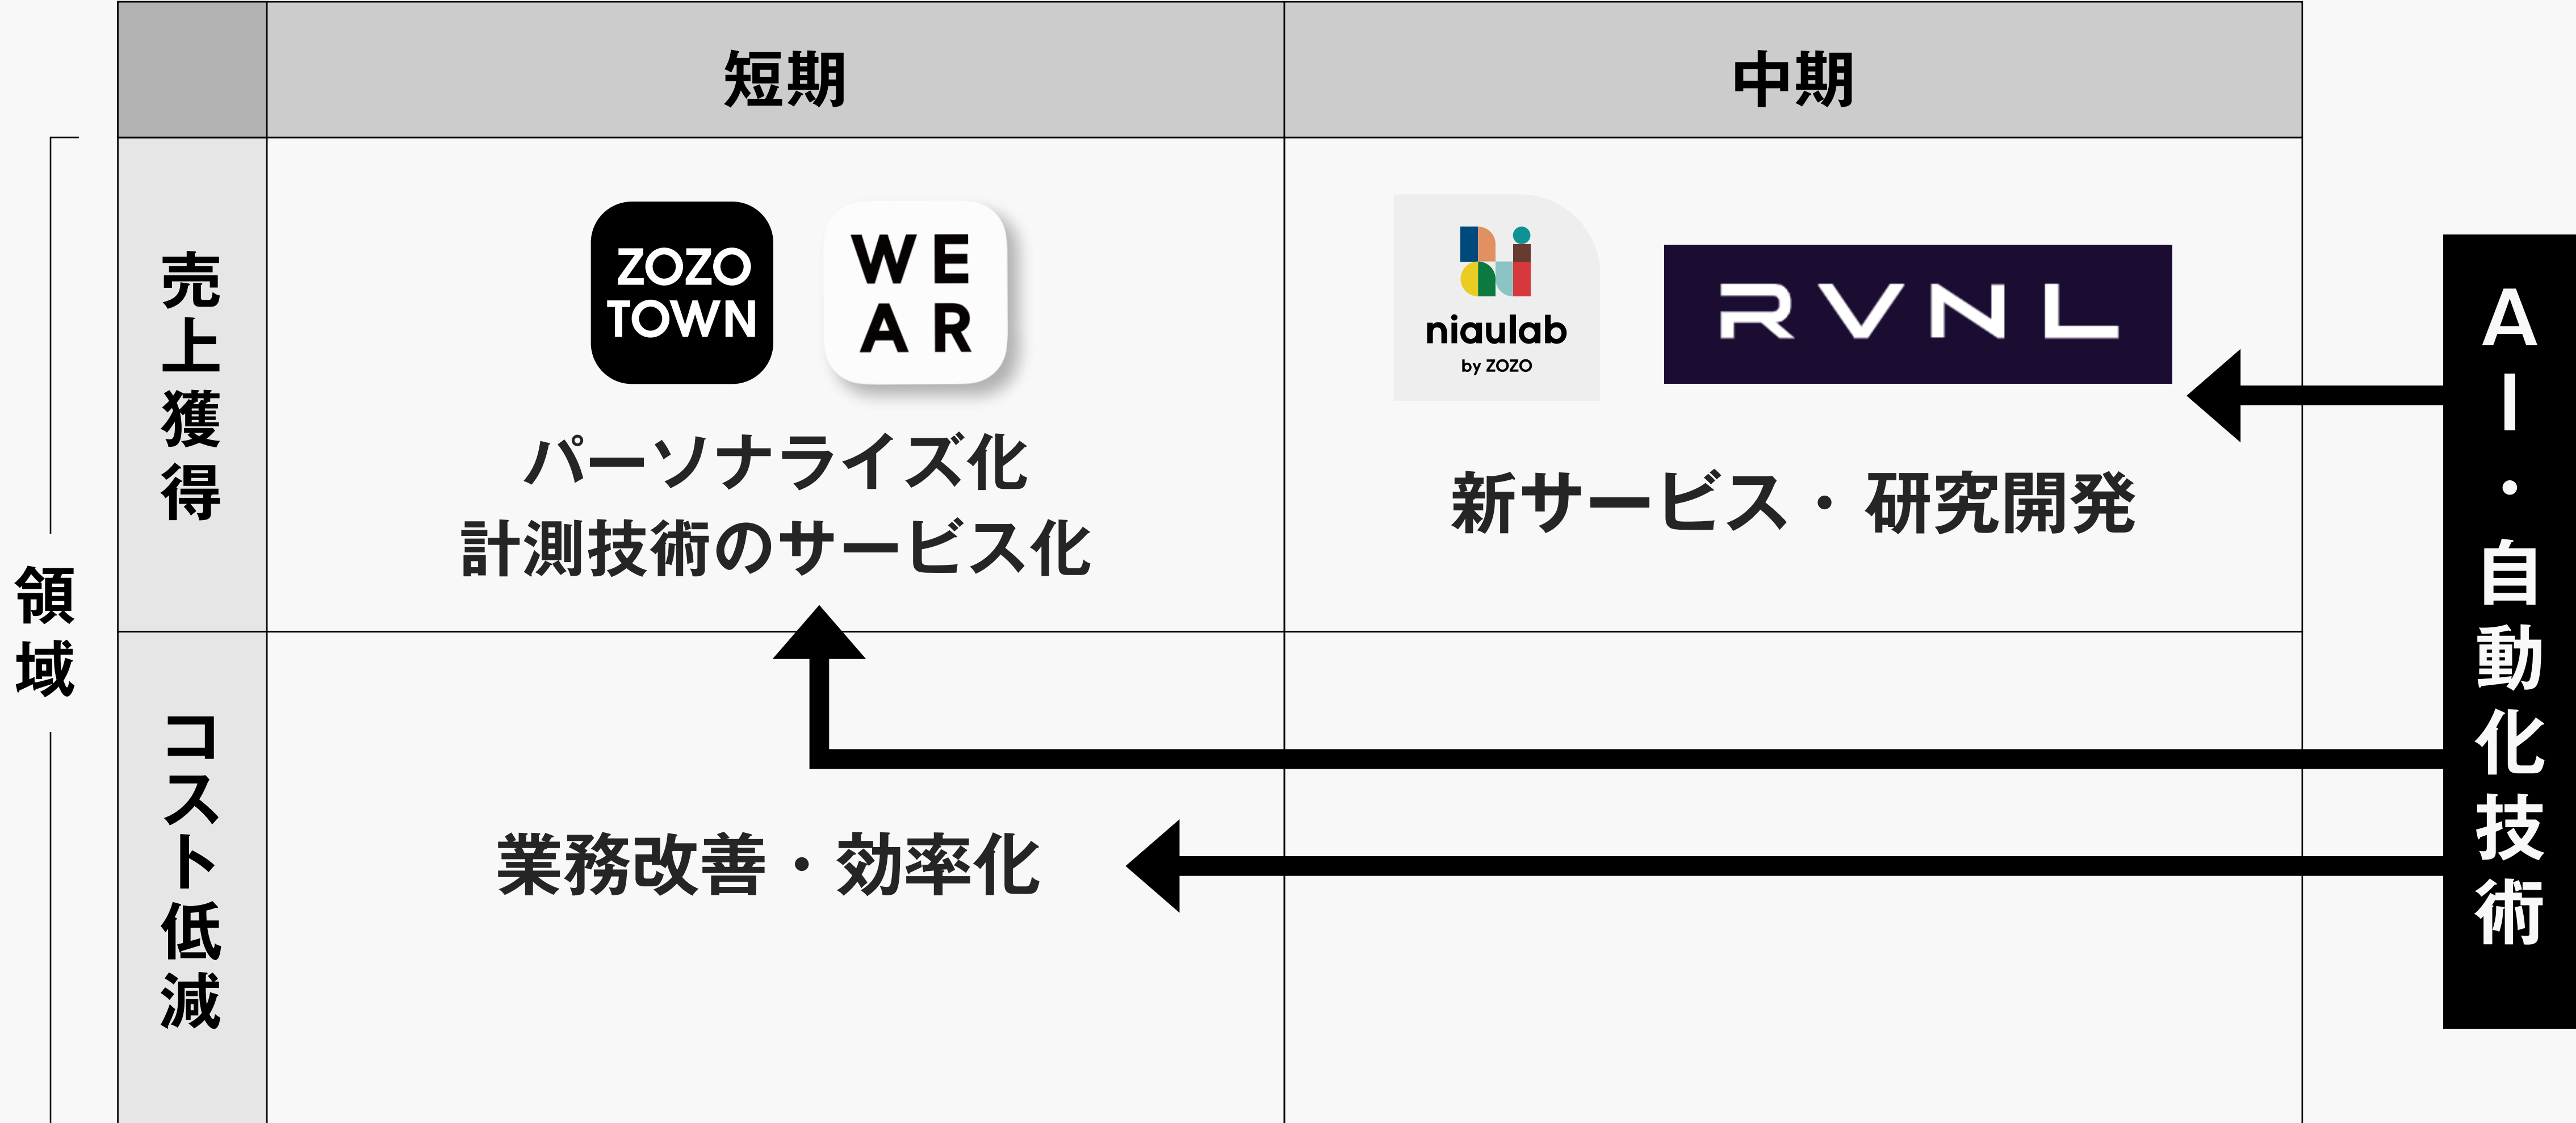 短期
中期
領域
売上獲得
ZOZO
TOWN
WE
AR
パーソナライズ化
計測技術のサービス化
niaulab
by ZOZO
RVNL
新サービス・研究開発
コスト低減
業務改善・効率化
AI・自動化技術